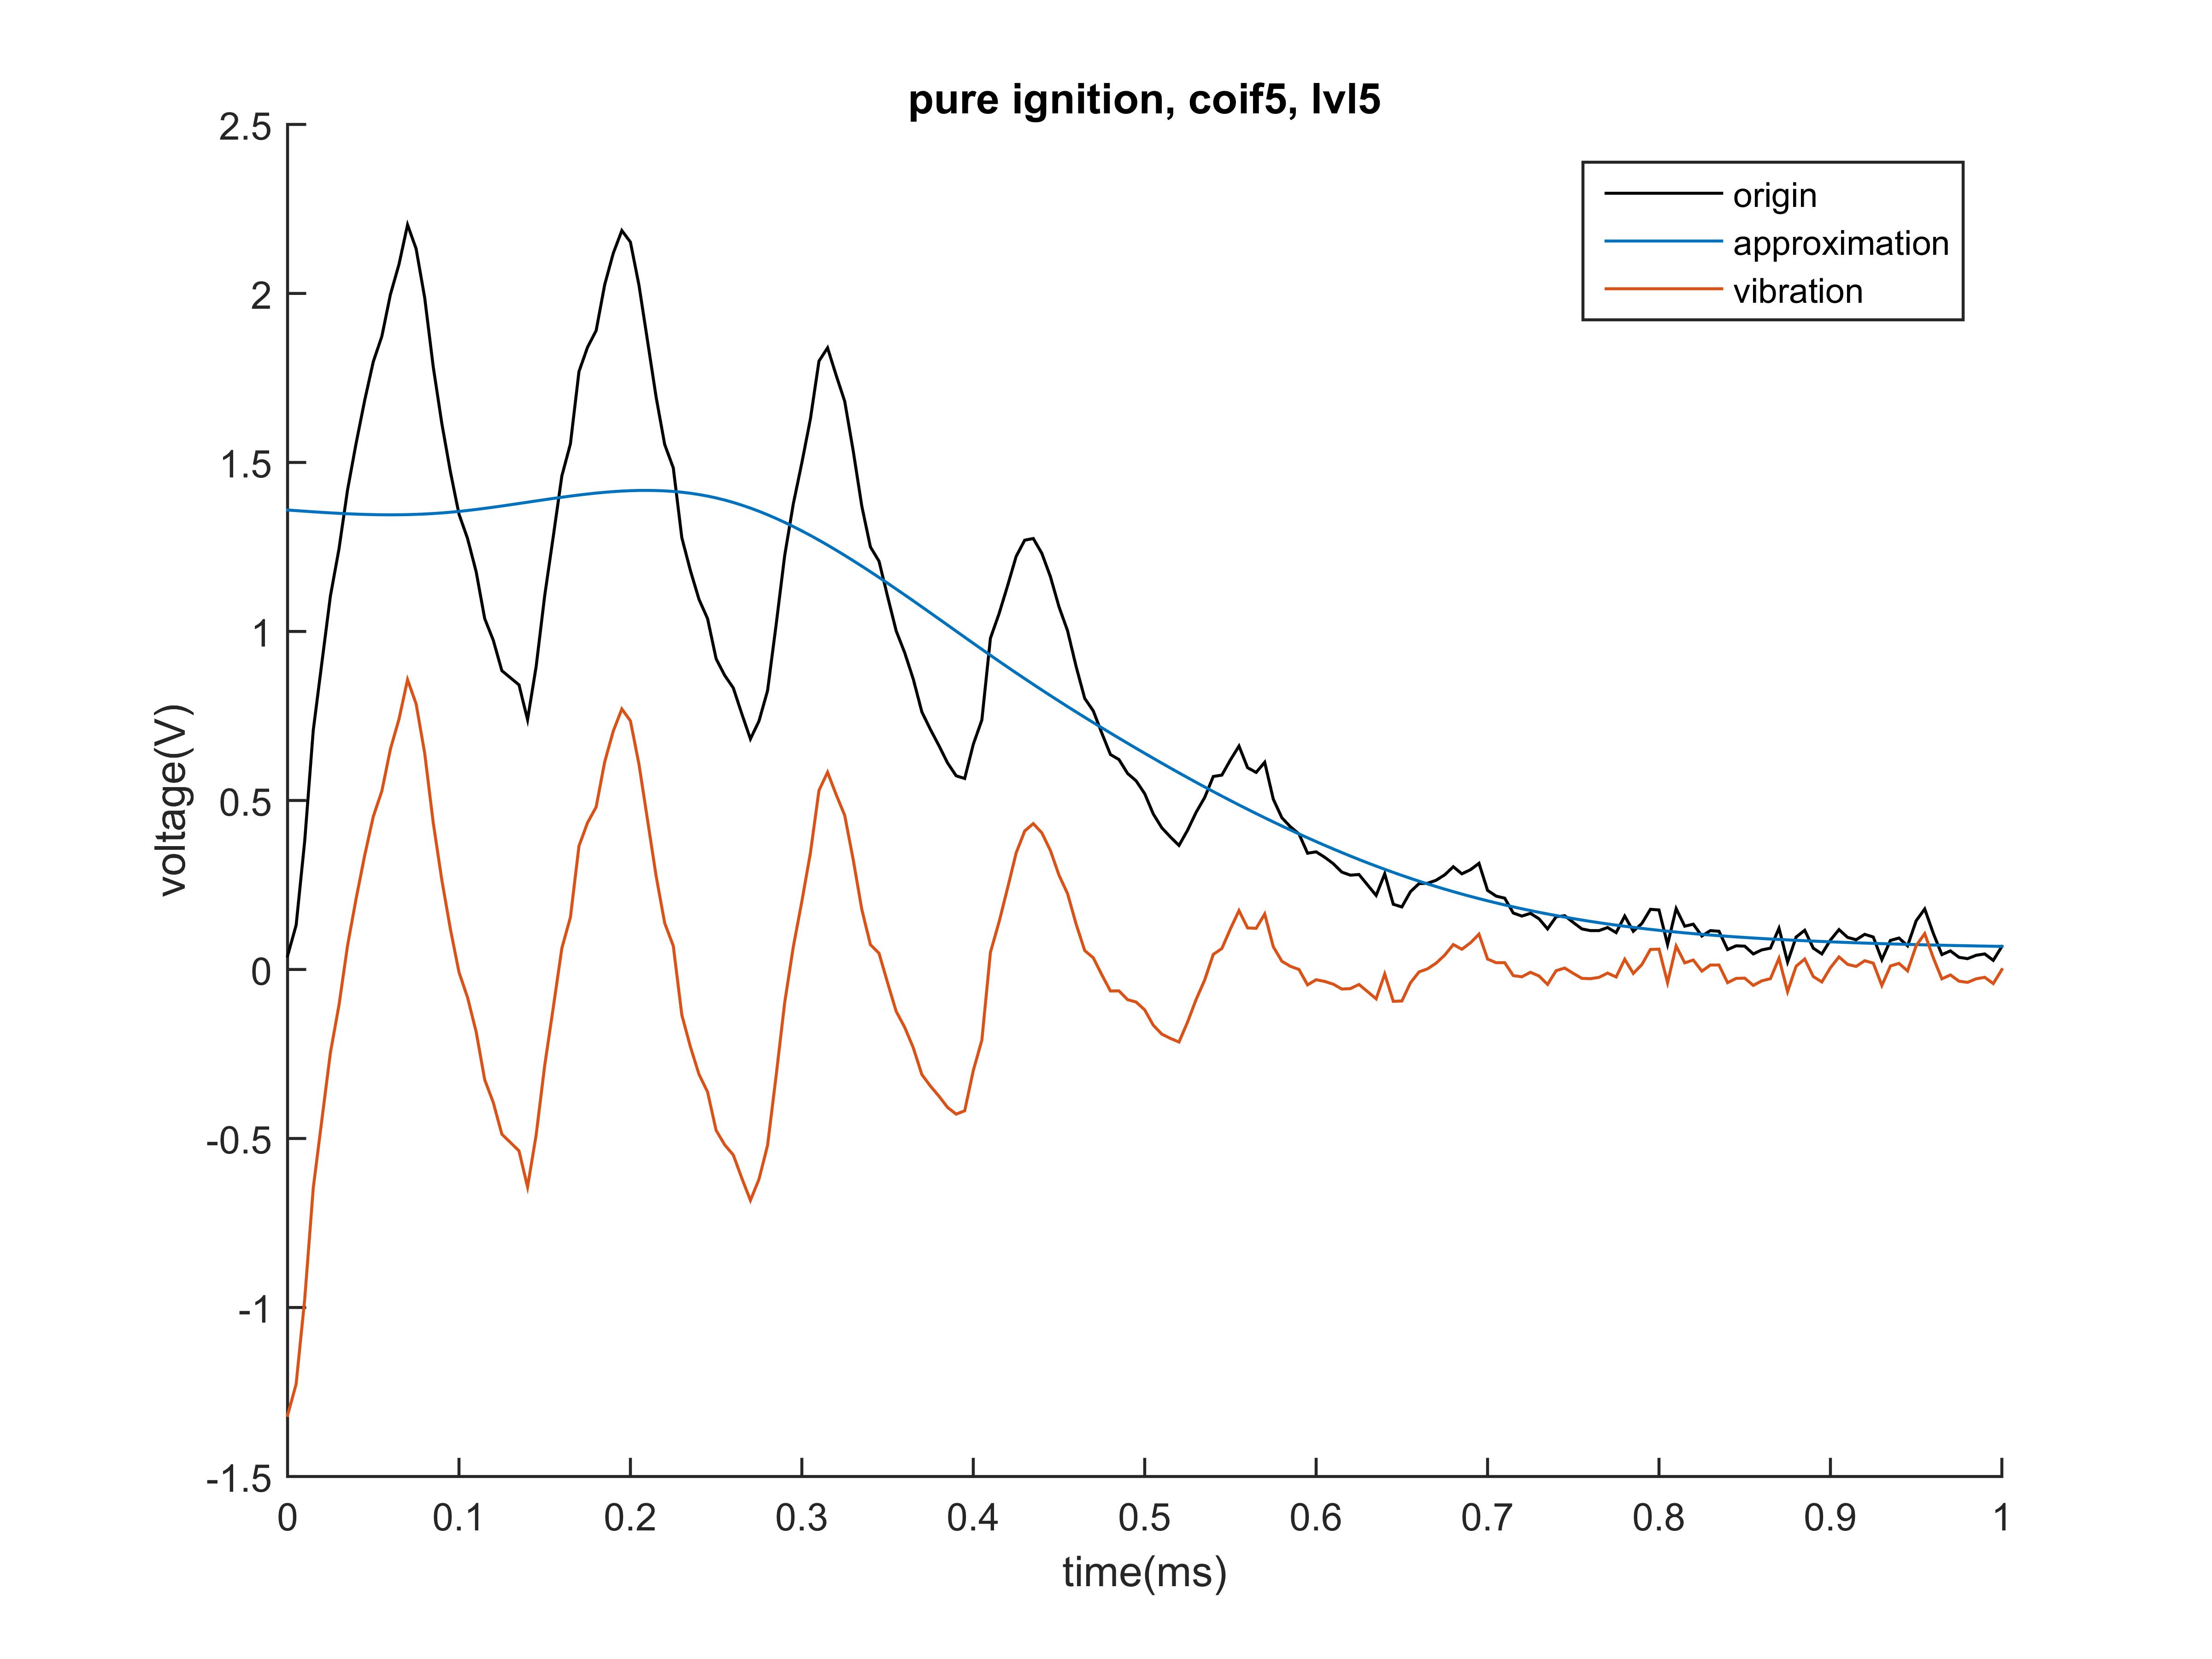 pure ignition, coif5, lvl5
2.5
2
1.5
1
0.5
0
-0.5
-1
-1.5
voltage(V)
origin
approximation
vibration
0 0.1 0.2 0.3 0.4 0.5 0.6 0.7 0.8 0.9 1
time(ms)